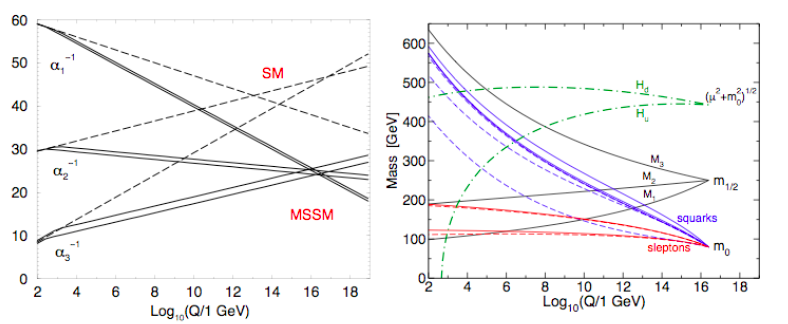 60
50
40
30
20
10
0
α₁⁻¹
α₂⁻¹
α₃⁻¹
SM
MSSM
2 4 6 8 10 12 14 16 18
Log₁₀(Q/1 GeV)
600
500
400
300
200
100
0
Mass [GeV]
H_d
H_u
(μ²+m₀²)^1/2
M₃
M₂
M₁
m₁/₂
squarks
sleptons
m₀
2 4 6 8 10 12 14 16 18
Log₁₀(Q/1 GeV)